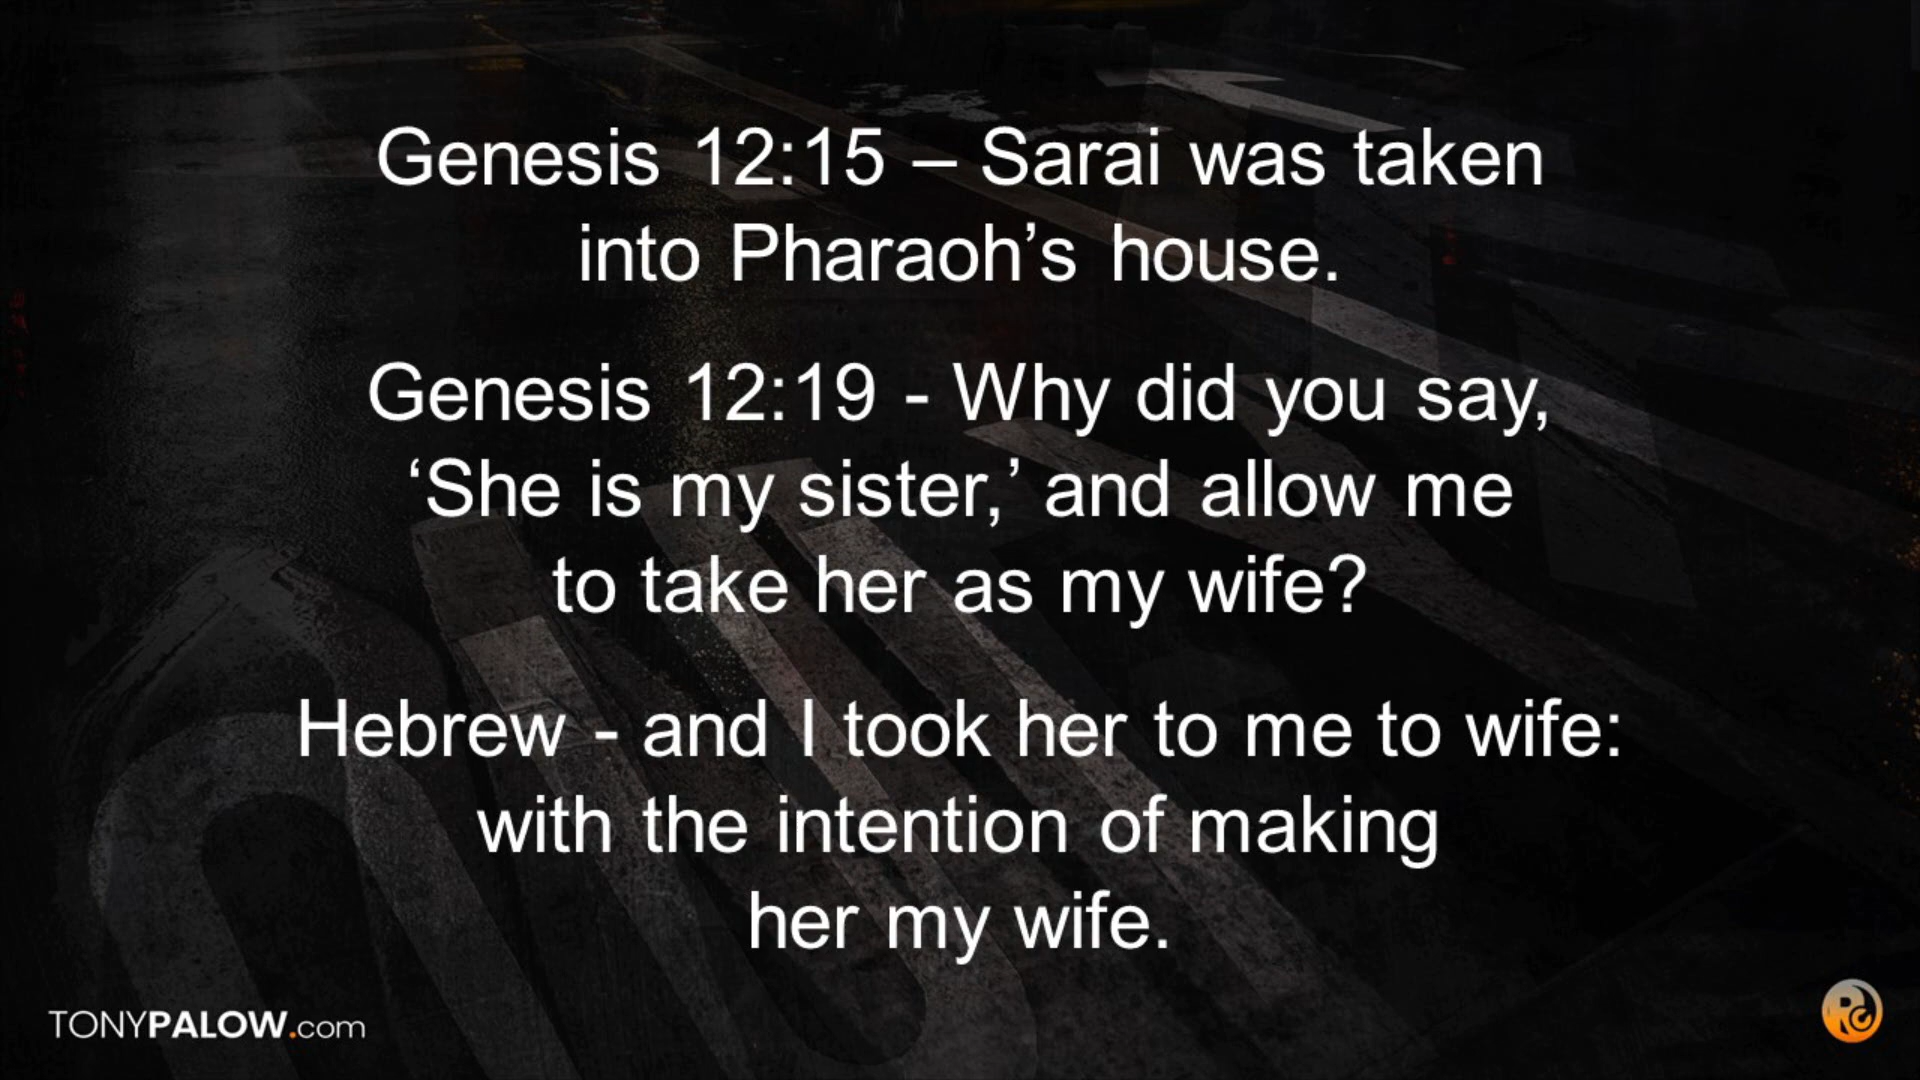 Genesis 12:15 – Sarai was taken
into Pharaoh’s house.
Genesis 12:19 - Why did you say,
‘She is my sister,’ and allow me
to take her as my wife?
Hebrew - and I took her to me to wife:
with the intention of making
her my wife.
TONYPALOW.com